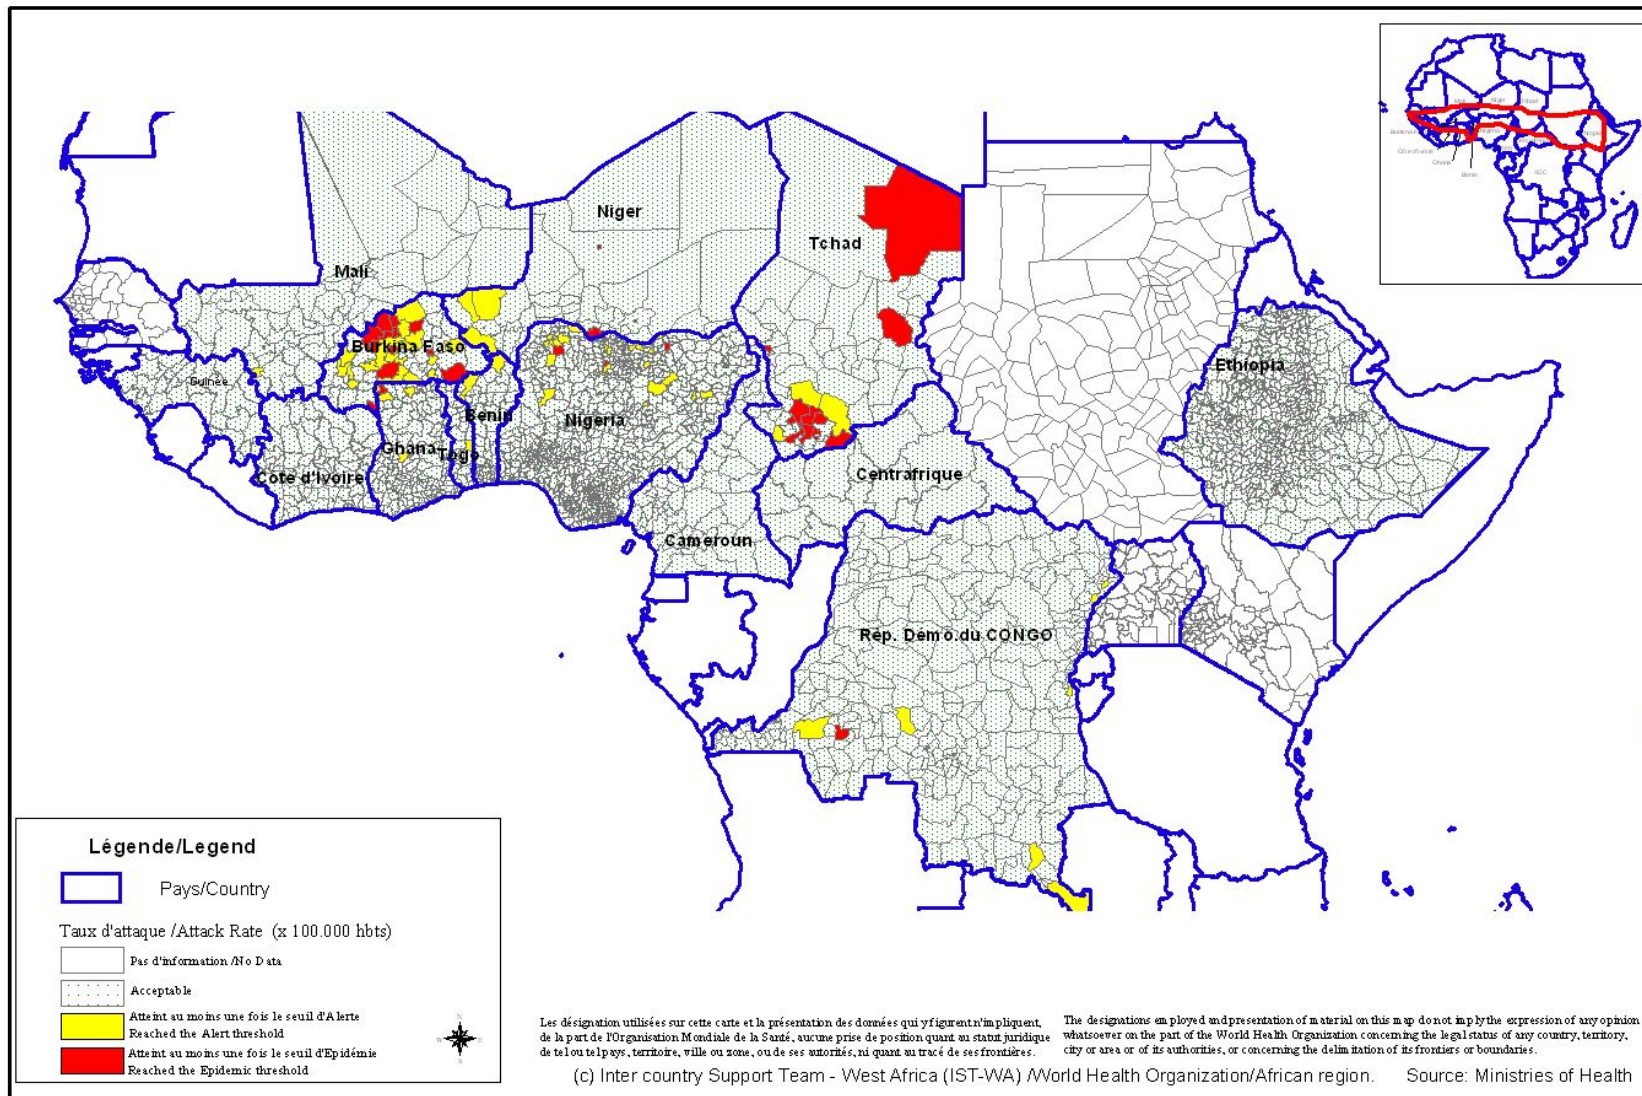 Mali
Niger
Tchad
Ghana
Benin
RDC
Niger
Tchad
Mali
Burkina Faso
Ethiopia
Guinée
Benin
Nigeria
Ghana
Togo
Cote d'Ivoire
Centrafrique
Cameroun
Rép. Démo.du CONGO
Légende/Legend
Pays/Country
Taux d'attaque /Attack Rate (x 100.000 hbts)
Pas d'information /No Data
Acceptable
Atteint au moins une fois le seuil d'Alerte
Reached the Alert threshold
Atteint au moins une fois le seuil d'Epidémie
Reached the Epidemic threshold
N
W
E
S
Les désignation utilisées sur cette carte et la présentation des données qui y figurent n'impliquent,
de la part de l'Organisation Mondiale de la Santé, aucune prise de position quant au statut juridique
de tel ou tel pays, territoire, ville ou zone, ou de ses autorités, ni quant au tracé de ses frontières.
The designations employed and presentation of material on this map do not imply the expression of any opinion
whatsoever on the part of the World Health Organization concerning the legal status of any country, territory,
city or area or of its authorities, or concerning the delimitation of its frontiers or boundaries.
(c) Inter country Support Team - West Africa (IST-WA) /World Health Organization/African region.
Source: Ministries of Health